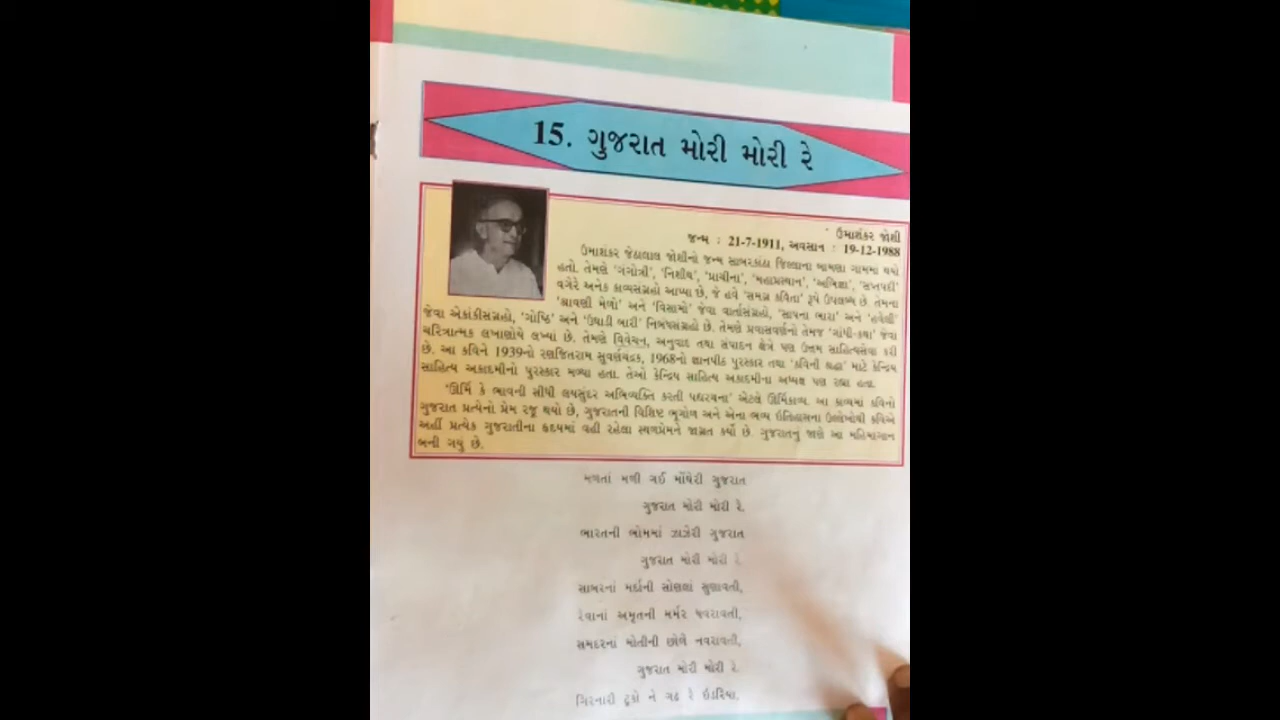 15. ગુજરાત મોરી મોરી રે
ઉમાશંકર જોશી
જન્મ : 21-7-1911, અવસાન : 19-12-1988
ઉમાશંકર જેઠાલાલ જોશીનો જન્મ સાબરકાંઠા જિલ્લાના બામણા ગામમાં થયો
હતો. તેમણે ‘ગંગોત્રી’, ‘નિશીથ’, ‘પ્રાચીના’, ‘મહાપ્રસ્થાન’, ‘અભિજ્ઞા’, ‘સપ્તપદી’
વગેરે અનેક કાવ્યસંગ્રહો આપ્યા છે, જે હવે ‘સમગ્ર કવિતા’ રૂપે ઉપલબ્ધ છે. તેમના
‘શ્રાવણી મેળો’ અને ‘વિસામો’ જેવા વાર્તાસંગ્રહો, ‘સાપના ભારા’ અને ‘હવેલી’
જેવા એકાંકીસંગ્રહો, ‘ગોષ્ઠિ’ અને ‘ઉઘાડી બારી’ નિબંધસંગ્રહો છે. તેમણે પ્રવાસવર્ણનો તેમજ ‘ગાંધી-કથા’ જેવા
ચરિત્રાત્મક લખાણોયે લખ્યાં છે. તેમણે વિવેચન, અનુવાદ તથા સંપાદન ક્ષેત્રે પણ ઉત્તમ સાહિત્યસેવા કરી
છે. આ કવિને 1939નો રણજિતરામ સુવર્ણચંદ્રક, 1968નો જ્ઞાનપીઠ પુરસ્કાર તથા ‘કવિની શ્રદ્ધા’ માટે કેન્દ્રિય
સાહિત્ય અકાદમીનો પુરસ્કાર મળ્યા હતા. તેઓ કેન્દ્રિય સાહિત્ય અકાદમીના અધ્યક્ષ પણ રહ્યા હતા.
‘ઊર્મિ કે ભાવની સીધી લયસુંદર અભિવ્યક્તિ કરતી પદ્યરચના’ એટલે ઊર્મિકાવ્ય. આ કાવ્યમાં કવિનો
ગુજરાત પ્રત્યેનો પ્રેમ રજૂ થયો છે, ગુજરાતની વિશિષ્ટ ભૂગોળ અને એના ભવ્ય ઇતિહાસના ઉલ્લેખોથી કવિએ
અહીં પ્રત્યેક ગુજરાતીના હૃદયમાં વહી રહેલા સ્થળપ્રેમને જાગ્રત કર્યો છે. ગુજરાતનું જાણે આ મહિમાગાન
બની ગયું છે.
મળતાં મળી ગઈ મોંઘેરી ગુજરાત
ગુજરાત મોરી મોરી રે.
ભારતની ભોમમાં ઝાઝેરી ગુજરાત
ગુજરાત મોરી મોરી રે
સાબરનાં મર્દાની સોણલાં સુણાવતી,
રેવાનાં અમૃતની મર્મર ધવરાવતી,
સમદરનાં મોતીની છોળે નવરાવતી,
ગુજરાત મોરી મોરી રે.
ગિરનારી ટૂકો ને ગઢ રે ઇડરિયા,